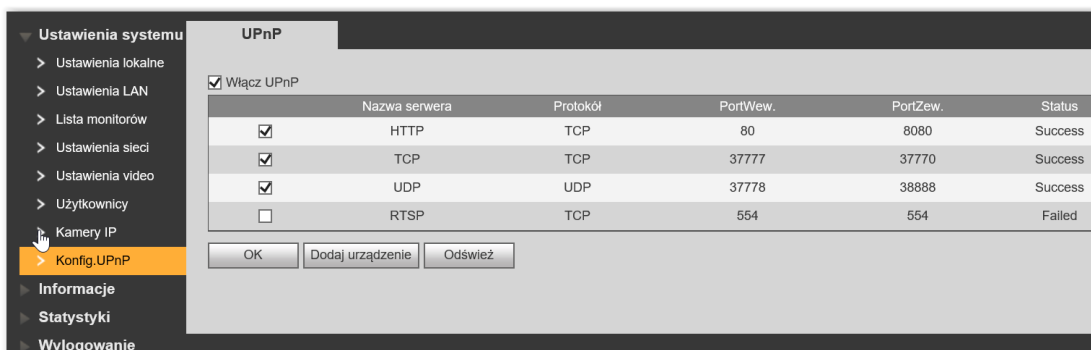 Ustawienia systemu
Ustawienia lokalne
Ustawienia LAN
Lista monitorów
Ustawienia sieci
Ustawienia video
Użytkownicy
Kamery IP
Konfig.UPnP
Informacje
Statystyki
Wylogowanie
UPnP
Włącz UPnP
Nazwa serwera Protokół PortWew. PortZew. Status
HTTP TCP 80 8080 Success
TCP TCP 37777 37770 Success
UDP UDP 37778 38888 Success
RTSP TCP 554 554 Failed
OK Dodaj urządzenie Odśwież